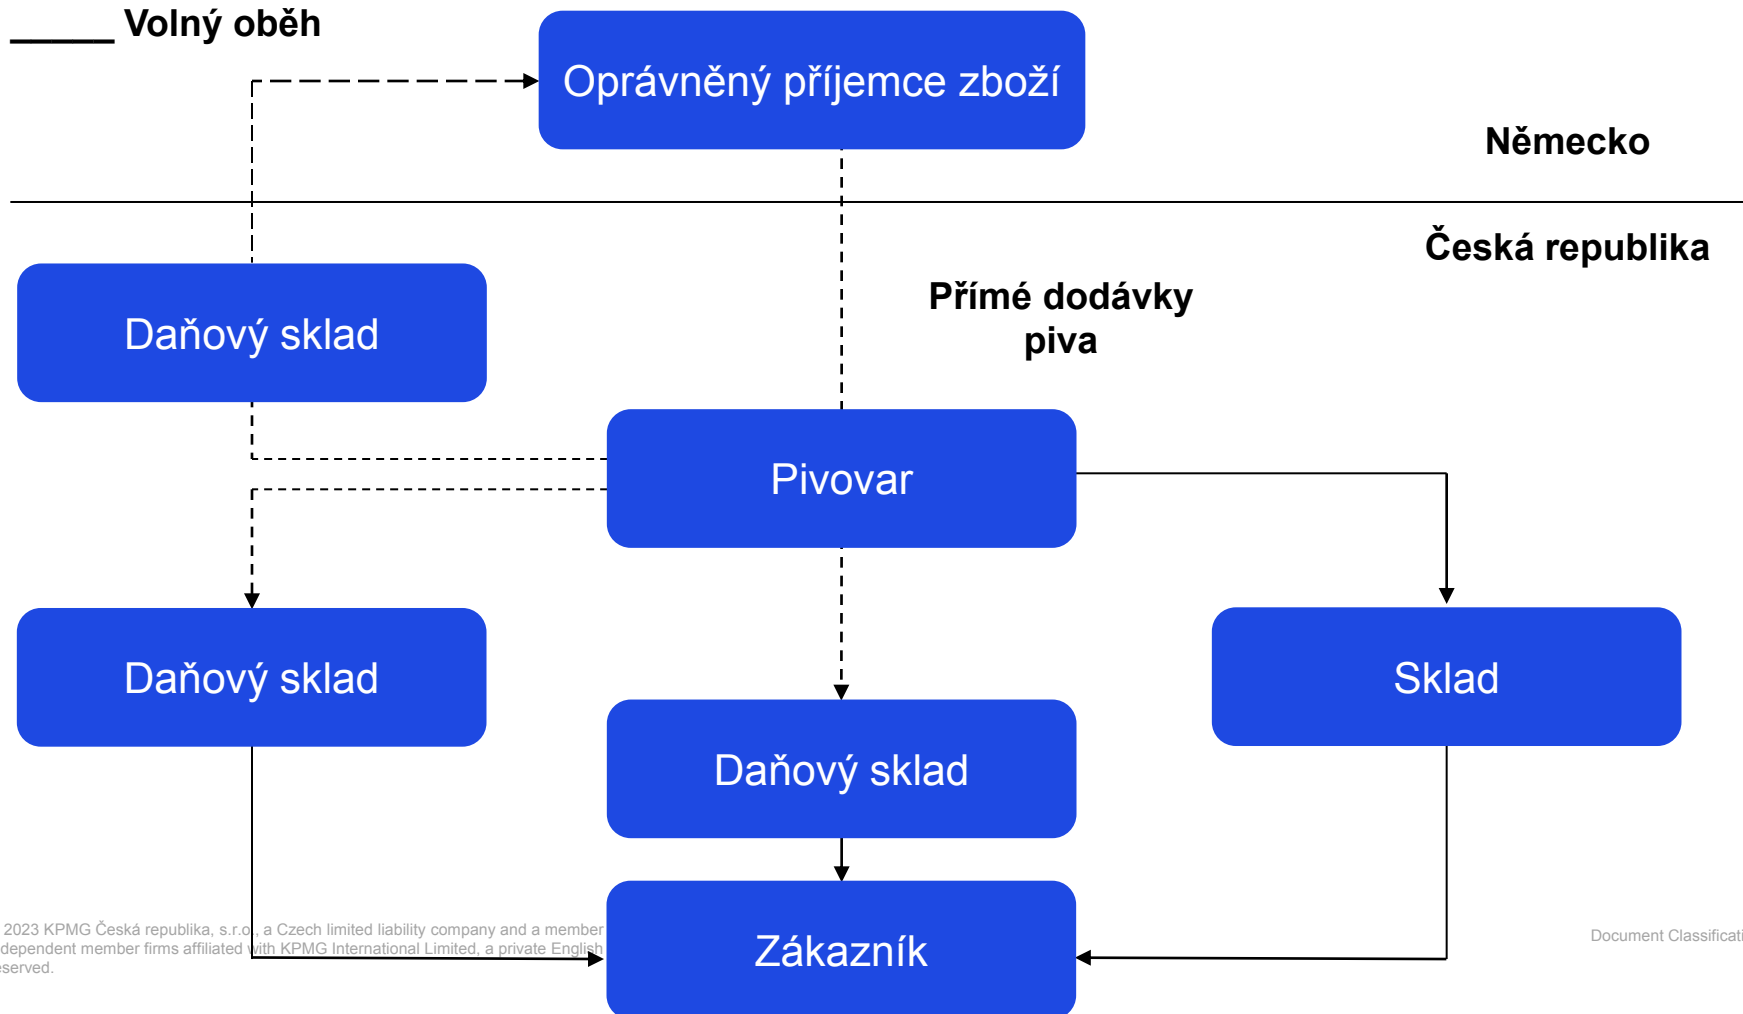 _____ Volný oběh
Oprávněný příjemce zboží
Německo
Česká republika
Daňový sklad
Přímé dodávky
piva
Pivovar
Daňový sklad
Sklad
Daňový sklad
Zákazník
2023 KPMG Česká republika, s.r.o., a Czech limited liability company and a member
dependent member firms affiliated with KPMG International Limited, a private English
eserved.
Document Classificati